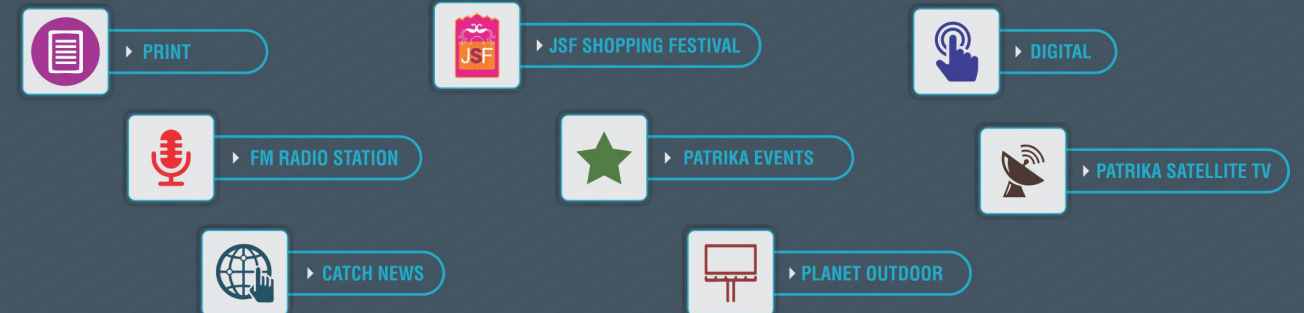 PRINT
JSF
JSF SHOPPING FESTIVAL
DIGITAL
FM RADIO STATION
PATRIKA EVENTS
PATRIKA SATELLITE TV
CATCH NEWS
PLANET OUTDOOR